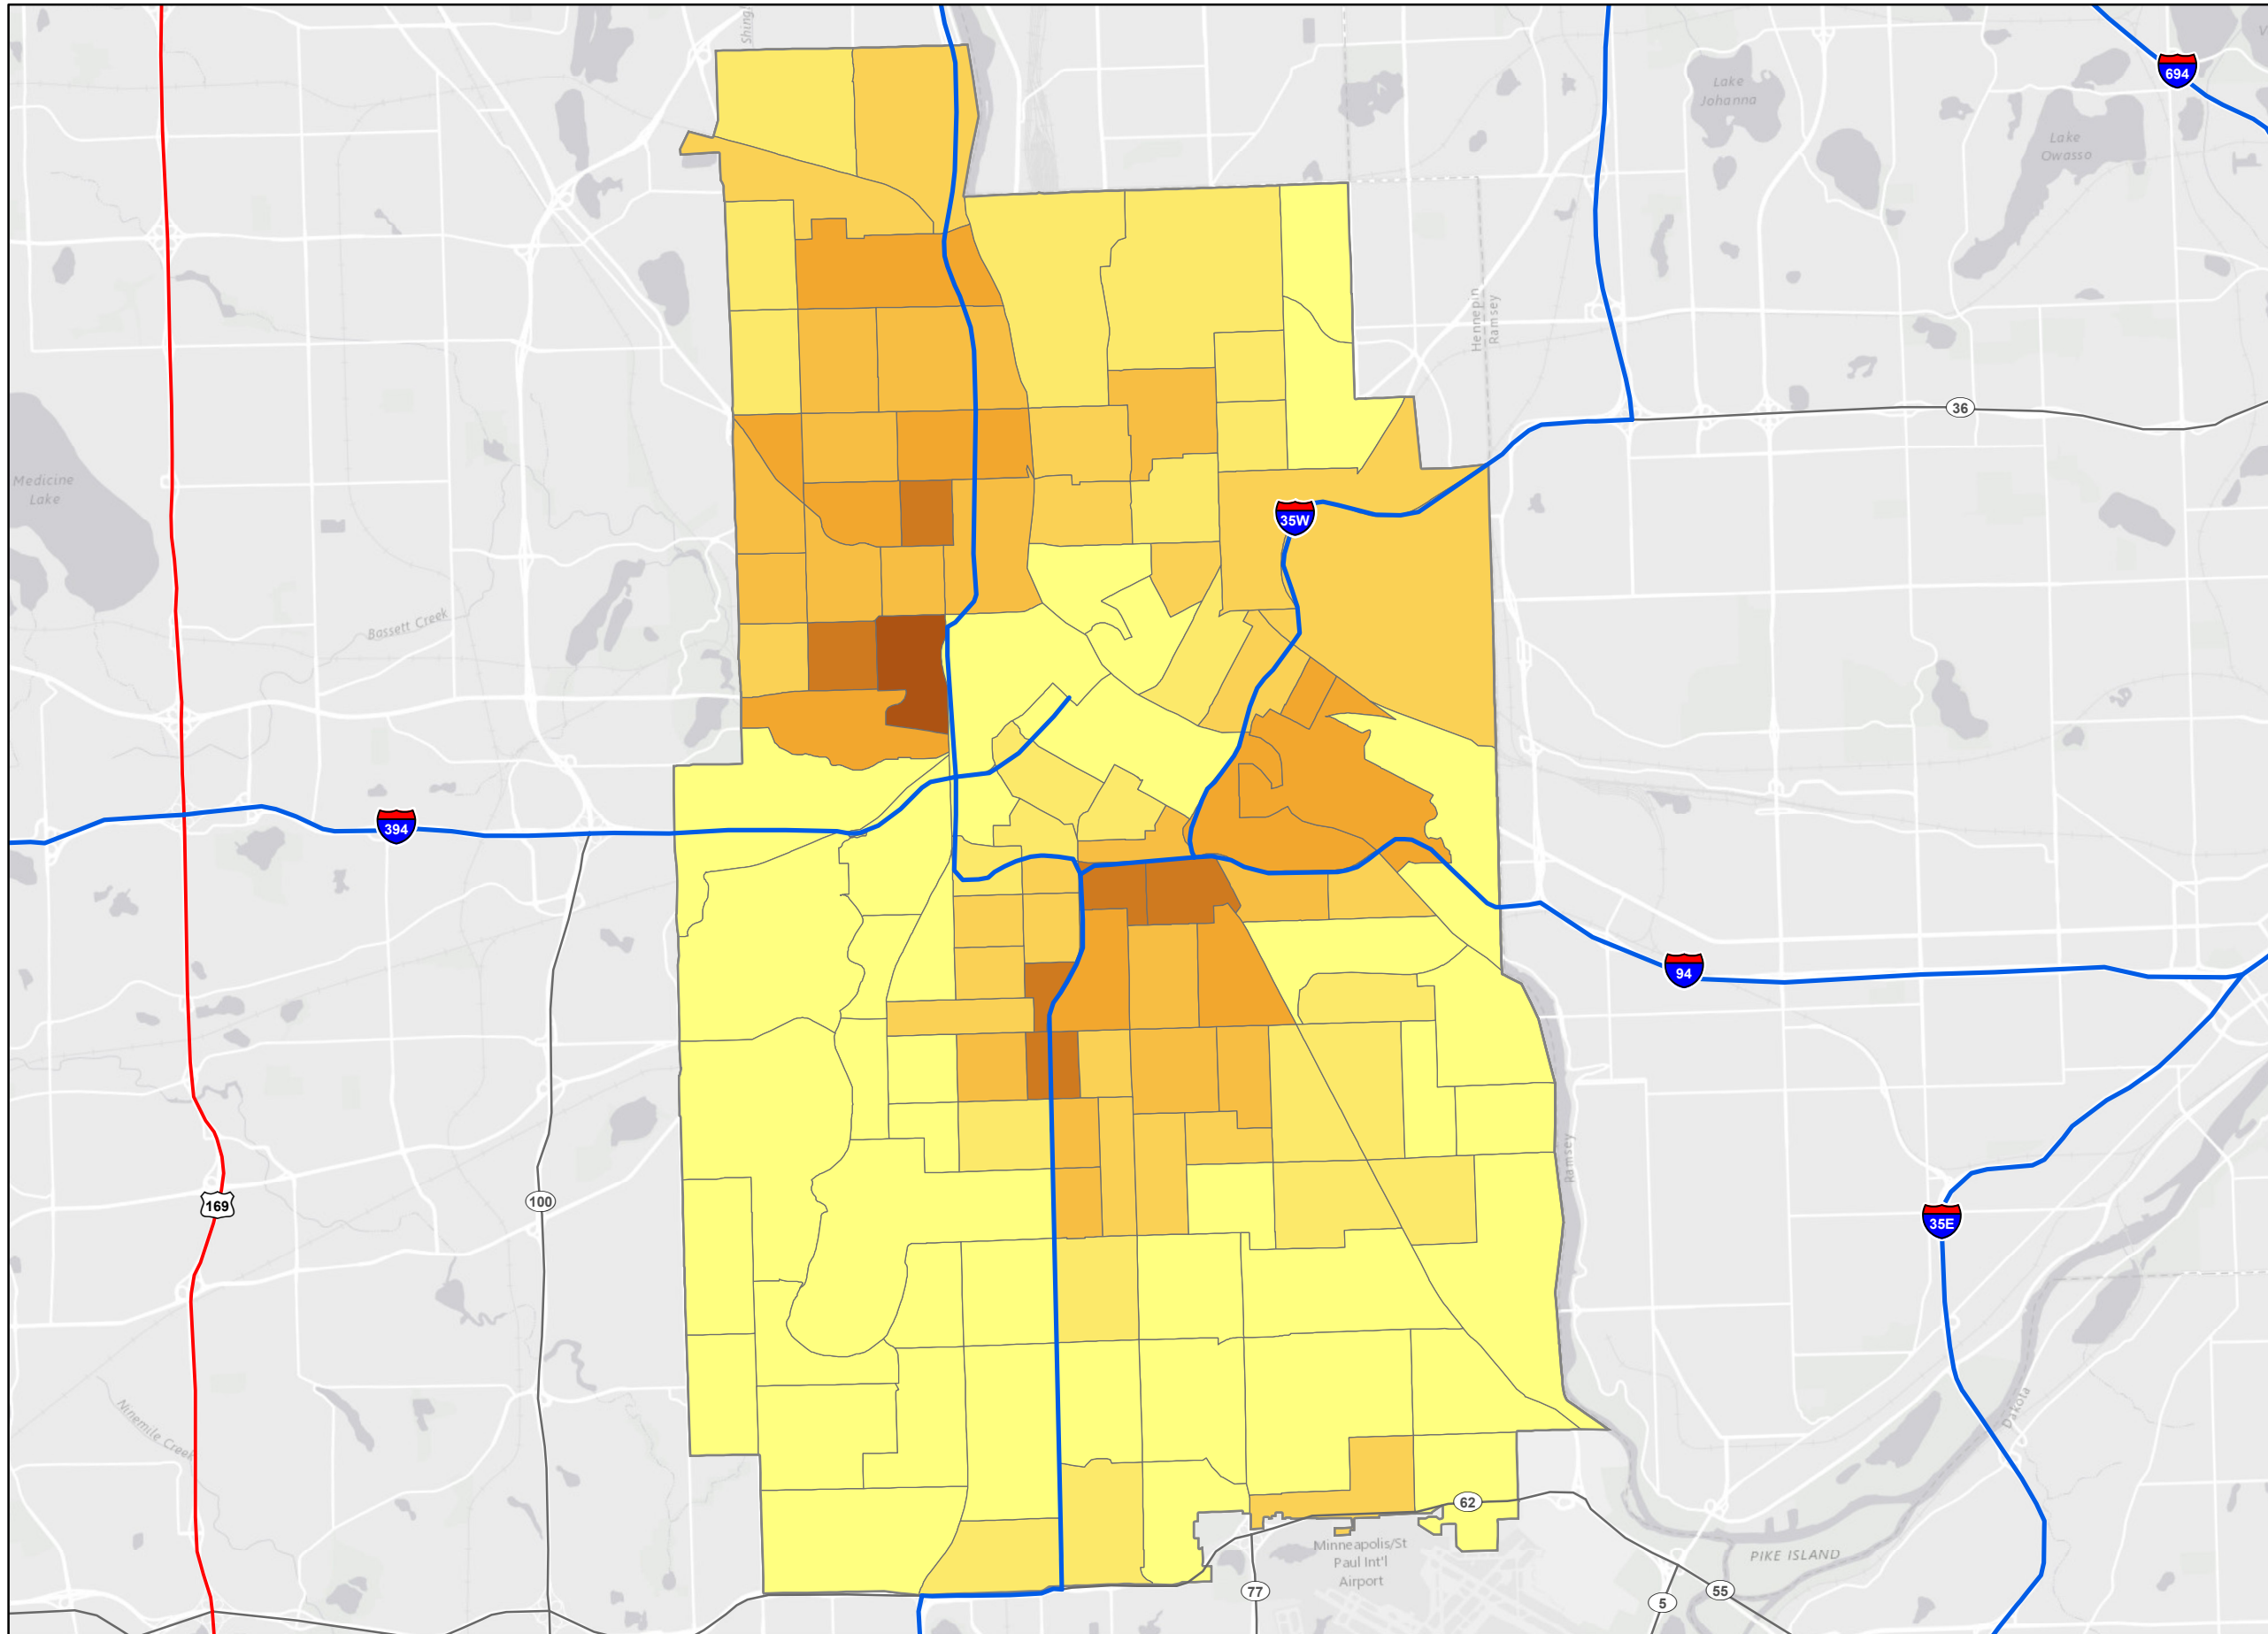 Shingl
694
Lake
Johanna
Lake
Owasso
Hennepin
Ramsey
36
Medicine
Lake
35W
Bassett Creek
394
94
Ramsey
100
169
35E
Ninemile Creek
Dakota
62
Minneapolis/St
Paul Int'l
Airport
PIKE ISLAND
77
55
5